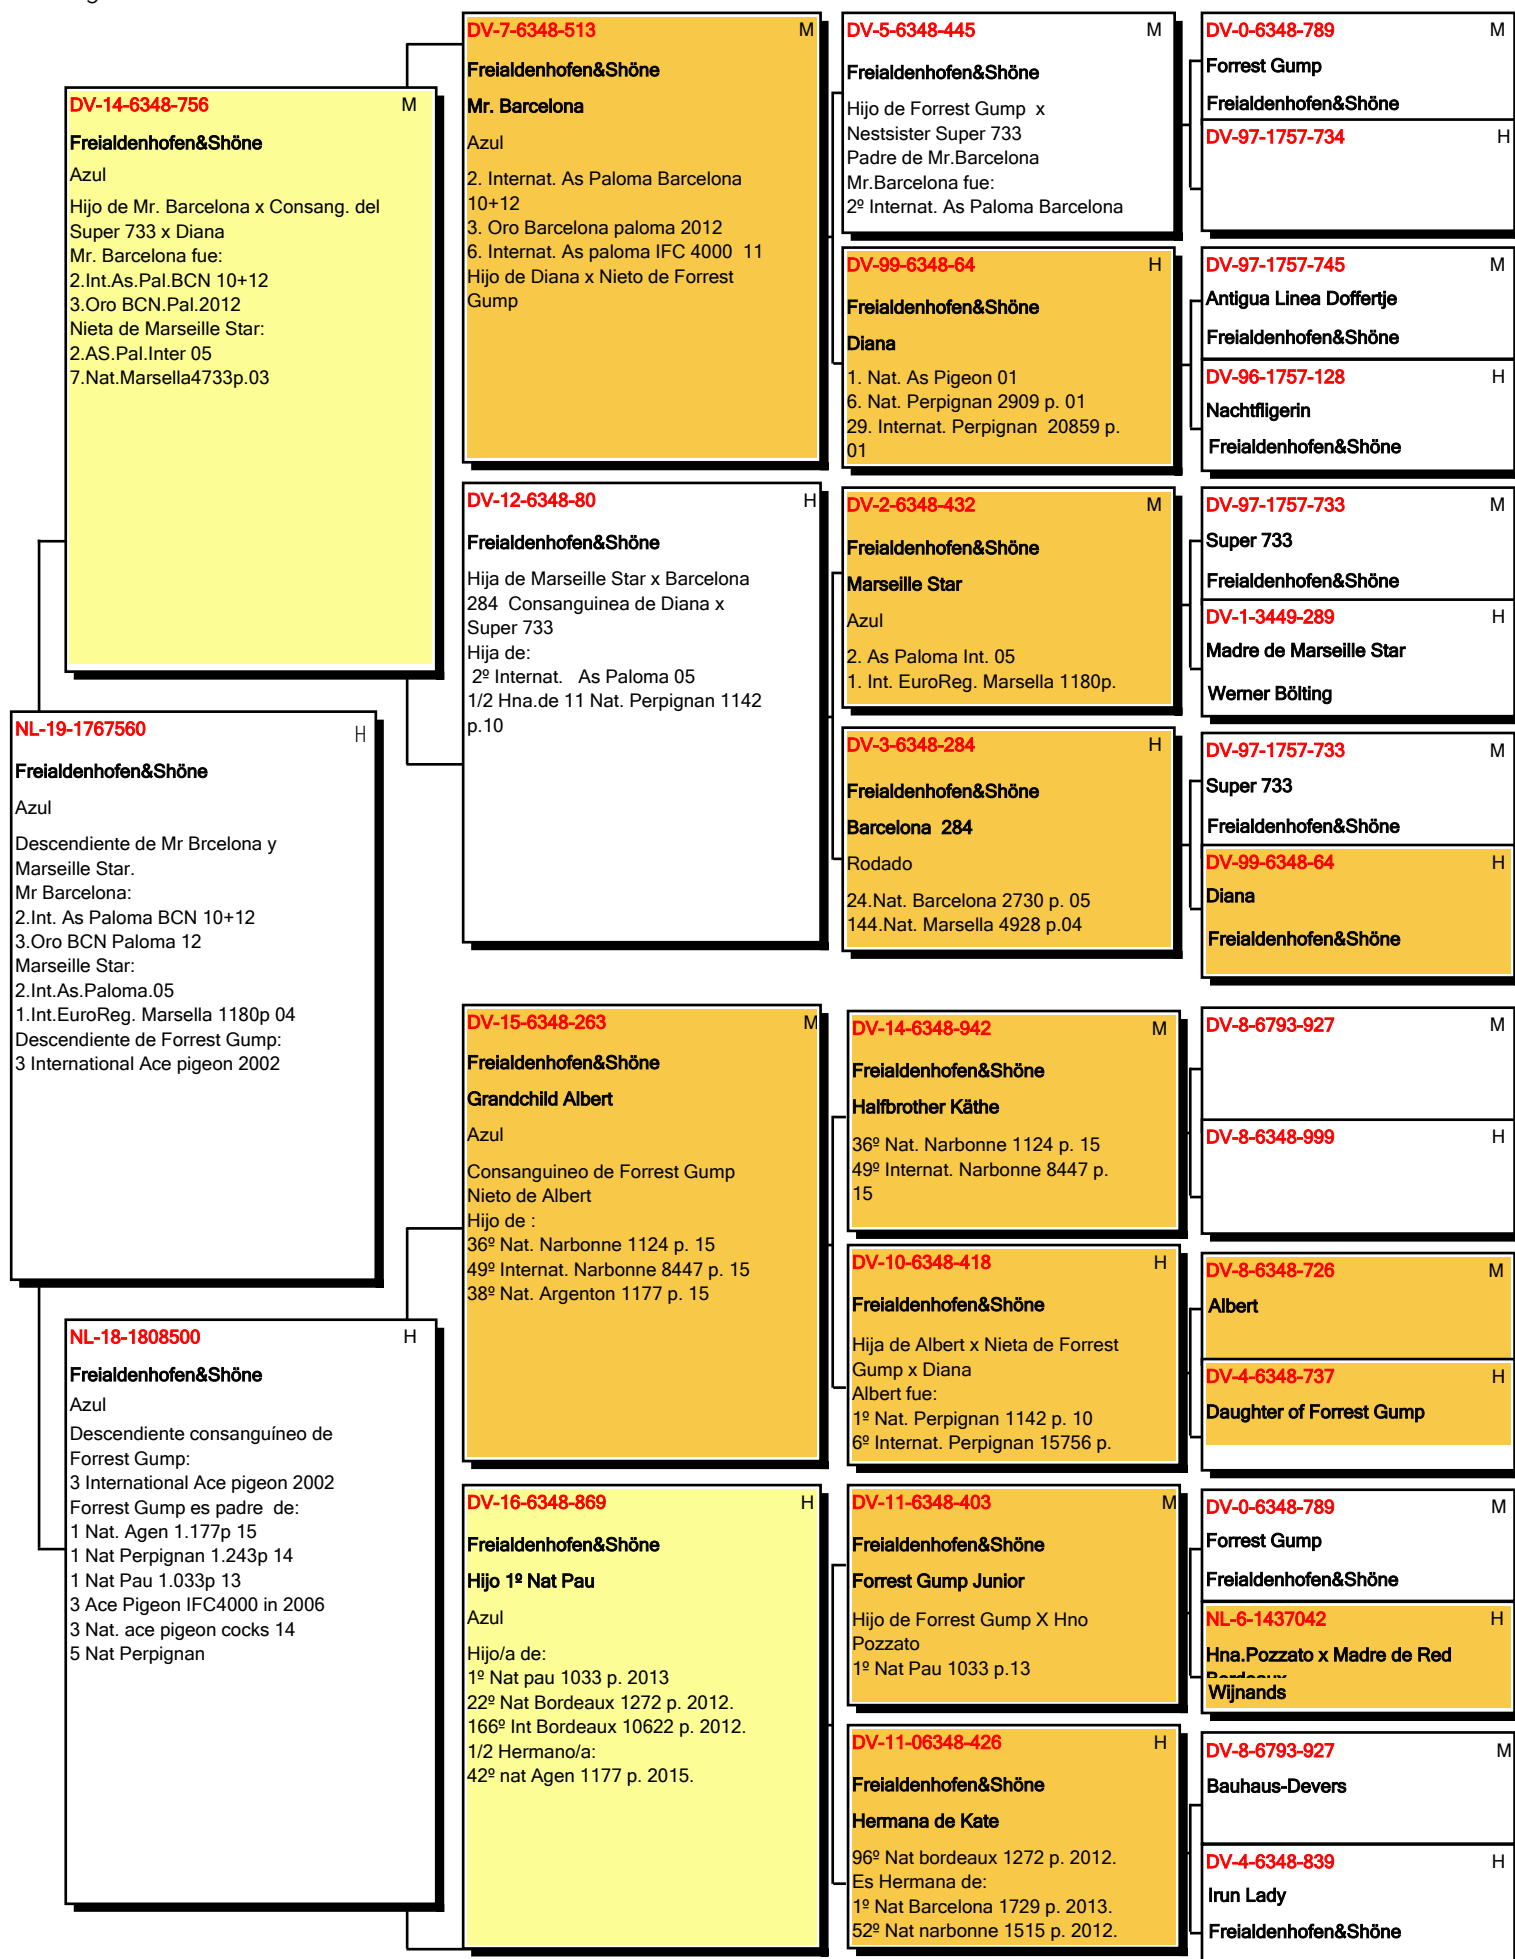 NL-19-1767560 H
Freialdenhofen&Shöne
Azul
Descendiente de Mr Brcelona y
Marseille Star.
Mr Barcelona:
2.Int. As Paloma BCN 10+12
3.Oro BCN Paloma 12
Marseille Star:
2.Int.As.Paloma.05
1.Int.EuroReg. Marsella 1180p 04
Descendiente de Forrest Gump:
3 International Ace pigeon 2002
DV-14-6348-756 M
Freialdenhofen&Shöne
Azul
Hijo de Mr. Barcelona x Consang. del
Super 733 x Diana
Mr. Barcelona fue:
2.Int.As.Pal.BCN 10+12
3.Oro BCN.Pal.2012
Nieta de Marseille Star:
2.AS.Pal.Inter 05
7.Nat.Marsella4733p.03
NL-18-1808500 H
Freialdenhofen&Shöne
Azul
Descendiente consanguíneo de
Forrest Gump:
3 International Ace pigeon 2002
Forrest Gump es padre  de:
1 Nat. Agen 1.177p 15
1 Nat Perpignan 1.243p 14
1 Nat Pau 1.033p 13
3 Ace Pigeon IFC4000 in 2006
3 Nat. ace pigeon cocks 14
5 Nat Perpignan
DV-7-6348-513 M
Freialdenhofen&Shöne
Mr. Barcelona
Azul
2. Internat. As Paloma Barcelona
10+12
3. Oro Barcelona paloma 2012
6. Internat. As paloma IFC 4000  11
Hijo de Diana x Nieto de Forrest
Gump
DV-12-6348-80 H
Freialdenhofen&Shöne
Hija de Marseille Star x Barcelona
284  Consanguinea de Diana x
Super 733
Hija de:
2º Internat.   As Paloma 05
1/2 Hna.de 11 Nat. Perpignan 1142
p.10
DV-15-6348-263 M
Freialdenhofen&Shöne
Grandchild Albert
Azul
Consanguineo de Forrest Gump
Nieto de Albert
Hijo de :
36º Nat. Narbonne 1124 p. 15
49º Internat. Narbonne 8447 p. 15
38º Nat. Argenton 1177 p. 15
DV-16-6348-869 H
Freialdenhofen&Shöne
Hijo 1º Nat Pau
Azul
Hijo/a de:
1º Nat pau 1033 p. 2013
22º Nat Bordeaux 1272 p. 2012.
166º Int Bordeaux 10622 p. 2012.
1/2 Hermano/a:
42º nat Agen 1177 p. 2015.
DV-5-6348-445 M
Freialdenhofen&Shöne
Hijo de Forrest Gump  x
Nestsister Super 733
Padre de Mr.Barcelona
Mr.Barcelona fue:
2º Internat. As Paloma Barcelona
DV-99-6348-64 H
Freialdenhofen&Shöne
Diana
1. Nat. As Pigeon 01
6. Nat. Perpignan 2909 p. 01
29. Internat. Perpignan  20859 p.
01
DV-2-6348-432 M
Freialdenhofen&Shöne
Marseille Star
Azul
2. As Paloma Int. 05
1. Int. EuroReg. Marsella 1180p.
DV-3-6348-284 H
Freialdenhofen&Shöne
Barcelona  284
Rodado
24.Nat. Barcelona 2730 p. 05
144.Nat. Marsella 4928 p.04
DV-14-6348-942 M
Freialdenhofen&Shöne
Halfbrother Käthe
36º Nat. Narbonne 1124 p. 15
49º Internat. Narbonne 8447 p.
15
DV-10-6348-418 H
Freialdenhofen&Shöne
Hija de Albert x Nieta de Forrest
Gump x Diana
Albert fue:
1º Nat. Perpignan 1142 p. 10
6º Internat. Perpignan 15756 p.
DV-11-6348-403 M
Freialdenhofen&Shöne
Forrest Gump Junior
Hijo de Forrest Gump X Hno
Pozzato
1º Nat Pau 1033 p.13
DV-11-06348-426 H
Freialdenhofen&Shöne
Hermana de Kate
96º Nat bordeaux 1272 p. 2012.
Es Hermana de:
1º Nat Barcelona 1729 p. 2013.
52º Nat narbonne 1515 p. 2012.
DV-0-6348-789 M
Forrest Gump
Freialdenhofen&Shöne
DV-97-1757-734 H
DV-97-1757-745 M
Antigua Linea Doffertje
Freialdenhofen&Shöne
DV-96-1757-128 H
Nachtfligerin
Freialdenhofen&Shöne
DV-97-1757-733 M
Super 733
Freialdenhofen&Shöne
DV-1-3449-289 H
Madre de Marseille Star
Werner Bölting
DV-97-1757-733 M
Super 733
Freialdenhofen&Shöne
DV-99-6348-64 H
Diana
Freialdenhofen&Shöne
DV-8-6793-927 M
DV-8-6348-999 H
DV-8-6348-726 M
Albert
DV-4-6348-737 H
Daughter of Forrest Gump
DV-0-6348-789 M
Forrest Gump
Freialdenhofen&Shöne
NL-6-1437042 H
Hna.Pozzato x Madre de Red
Bordeaux
Wijnands
DV-8-6793-927 M
Bauhaus-Devers
DV-4-6348-839 H
Irun Lady
Freialdenhofen&Shöne